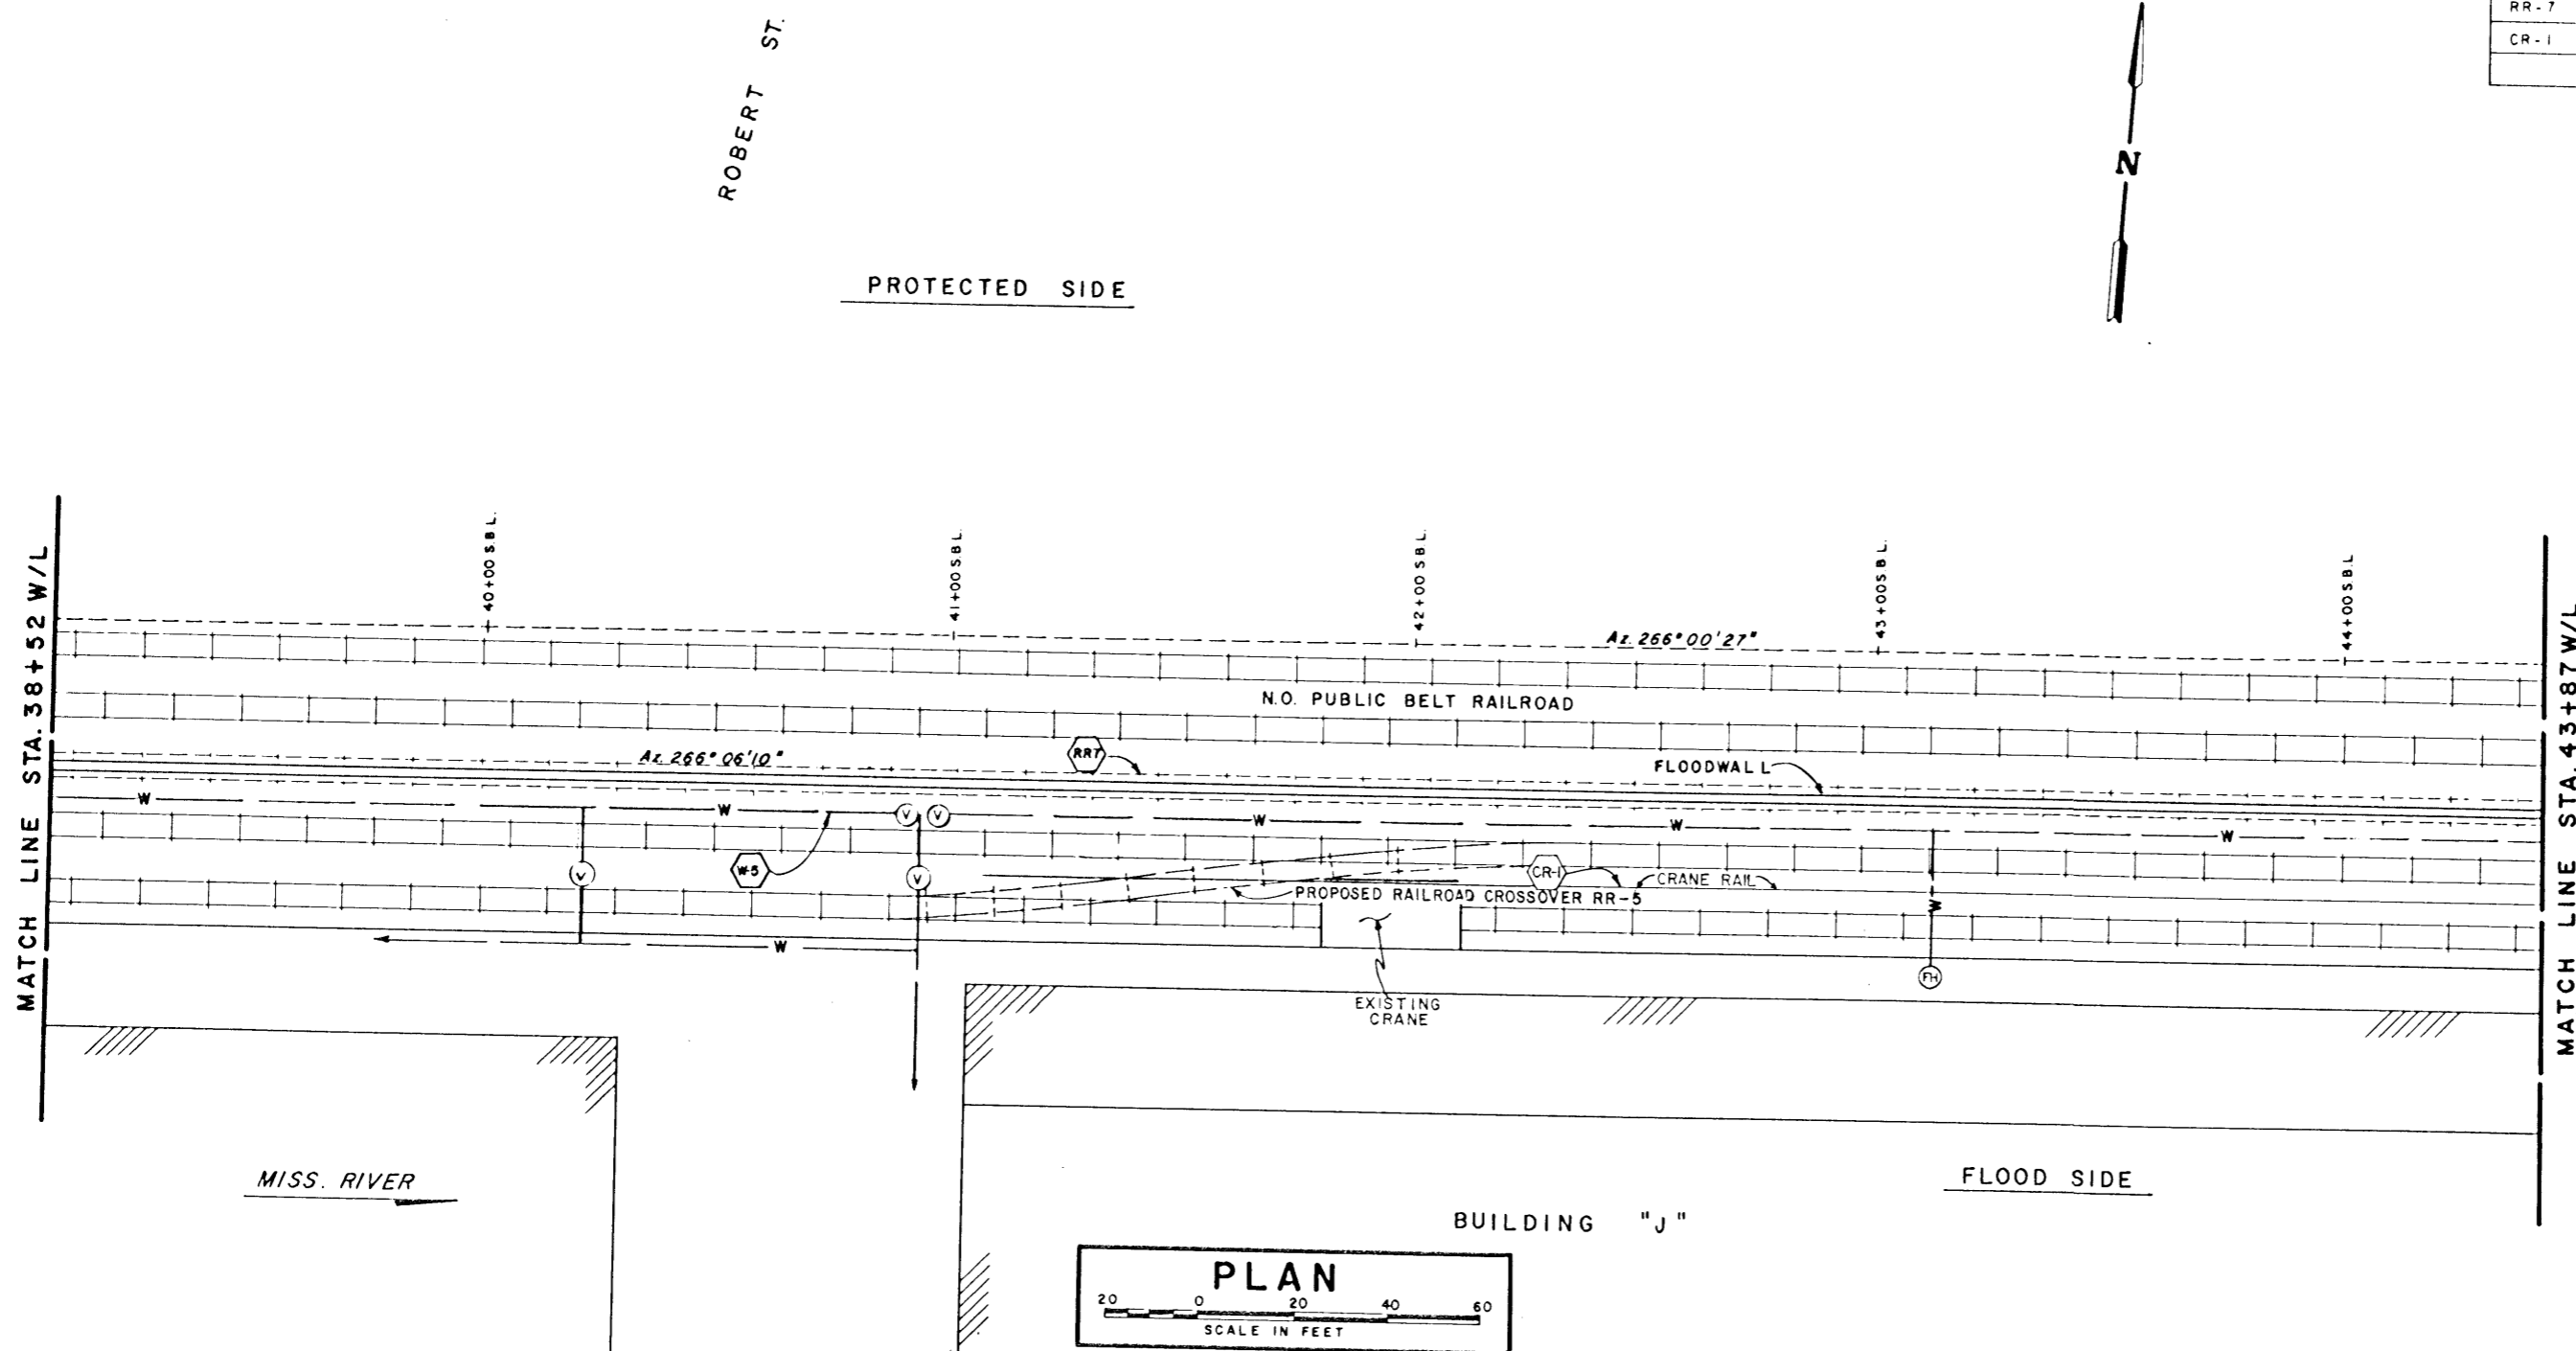 RR-7
CR-1
ROBERT ST.
N
PROTECTED SIDE
MATCH LINE STA. 38+52 W/L
40+00 S.B.L.
41+00 S.B.L.
42+00 S.B.L.
43+00 S.B.L.
44+00 S.B.L.
MATCH LINE STA. 43+87 W/L
Az. 266° 00' 27"
N.O. PUBLIC BELT RAILROAD
Az. 266° 06' 10"
RR7
FLOODWALL
W
W
V
V
W
W
W
V
W-5
V
CR-1
CRANE RAIL
PROPOSED RAILROAD CROSSOVER RR-5
W
W
FH
EXISTING
CRANE
MISS. RIVER
FLOOD SIDE
BUILDING "J"
PLAN
20 0 20 40 60
SCALE IN FEET